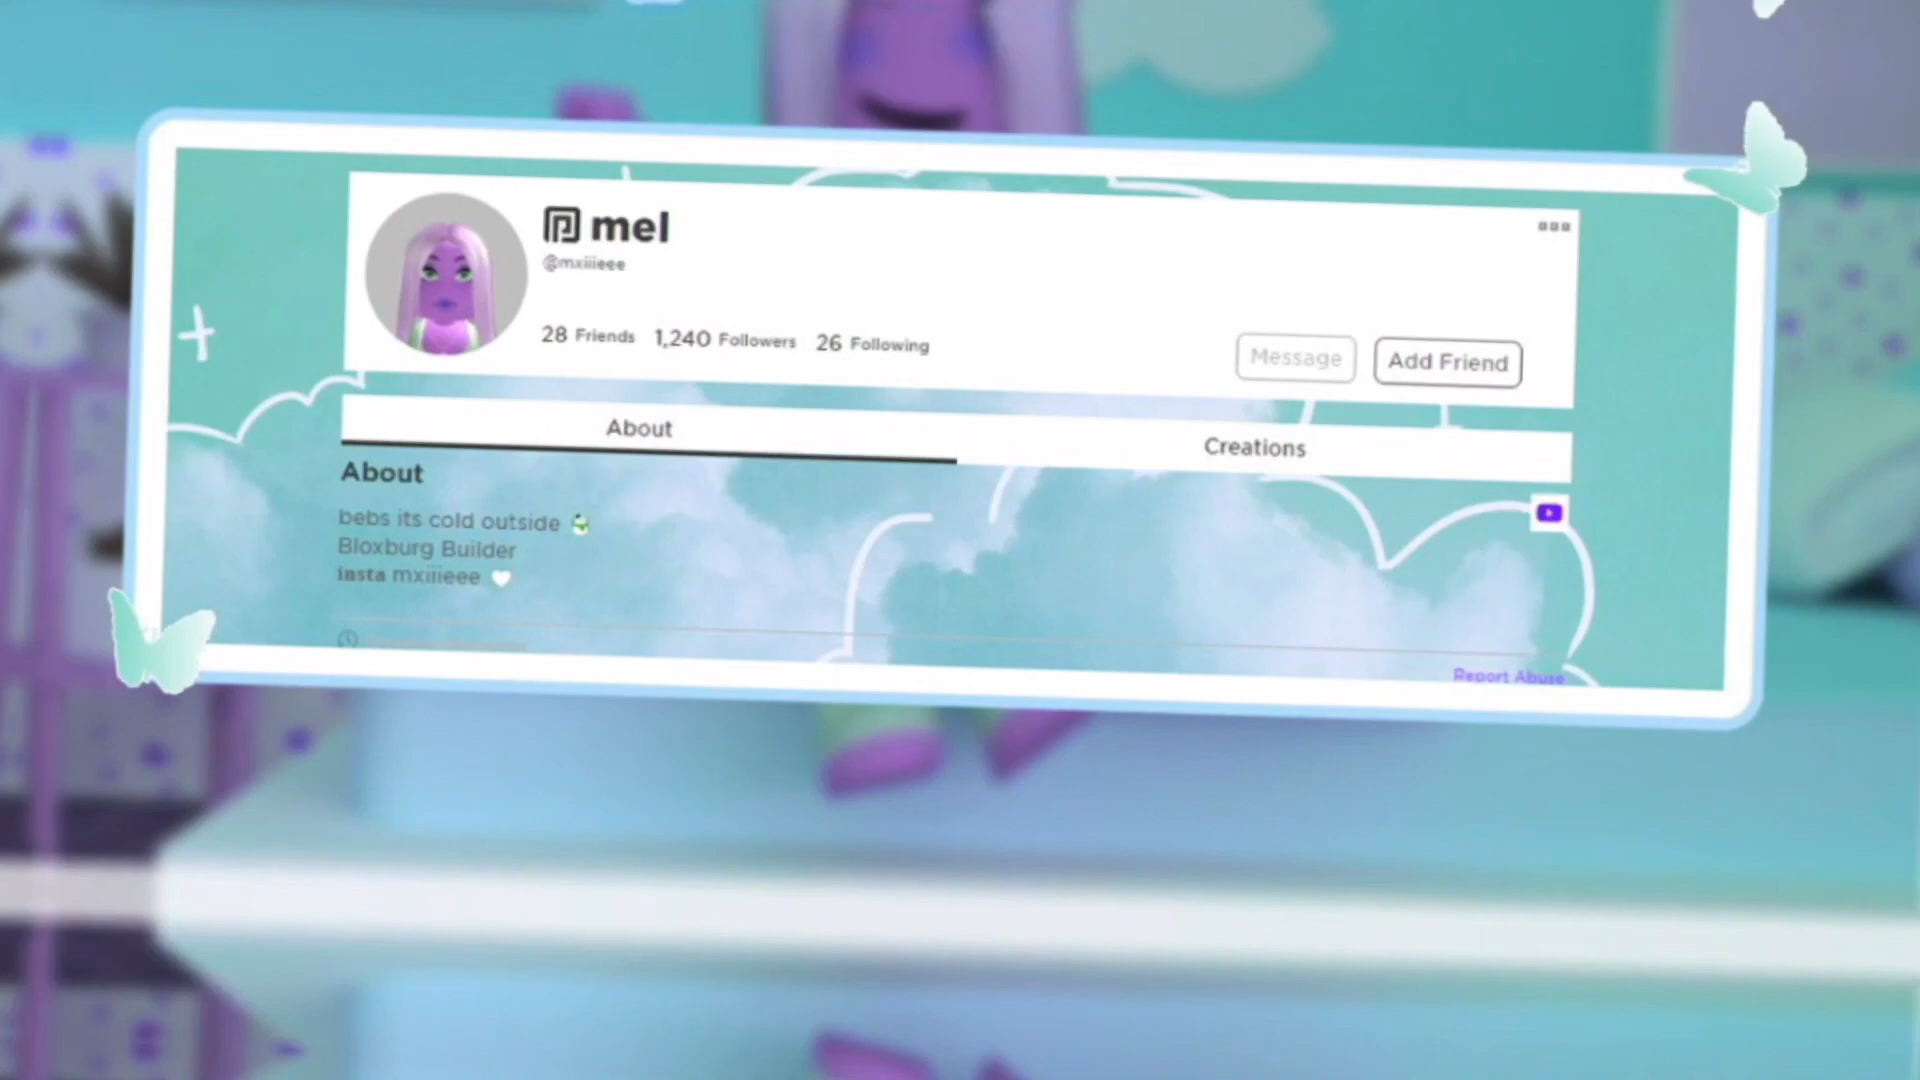 mel
@mxiiieee
28 Friends 1,240 Followers 26 Following
Message Add Friend
About Creations
About
bebs its cold outside ⛄
Bloxburg Builder
insta mxiiieee 🤍
Report Abuse